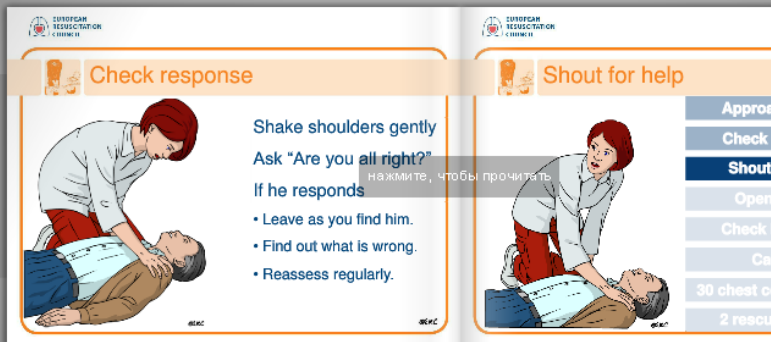 EUROPEAN
RESUSCITATION
COUNCIL
Check response
Shake shoulders gently
Ask “Are you all right?”
If he responds
• Leave as you find him.
• Find out what is wrong.
• Reassess regularly.
нажмите, чтобы прочитать
EUROPEAN
RESUSCITATION
COUNCIL
Shout for help
Check
Shout
30 chest
2